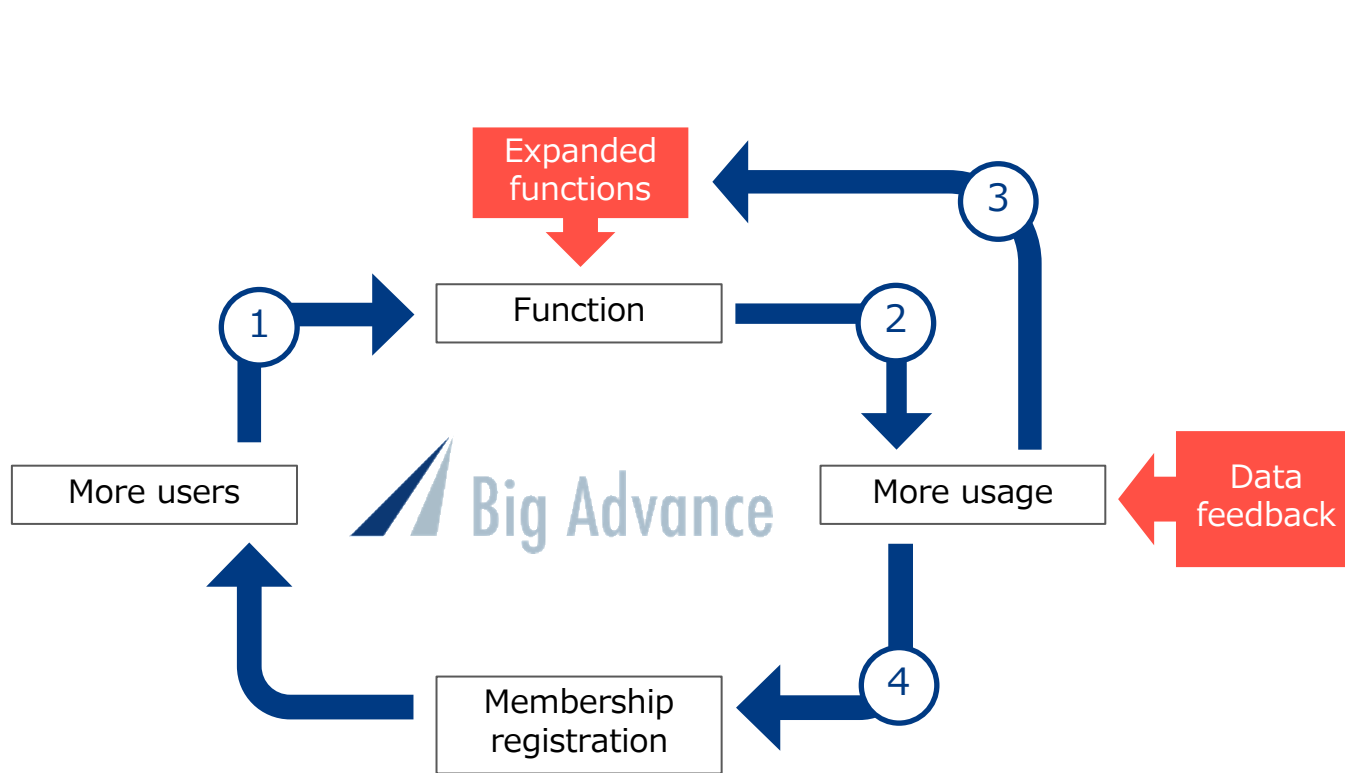 Expanded
functions
3
Function
1
2
More users
Big Advance
More usage
Data
feedback
Membership
registration
4